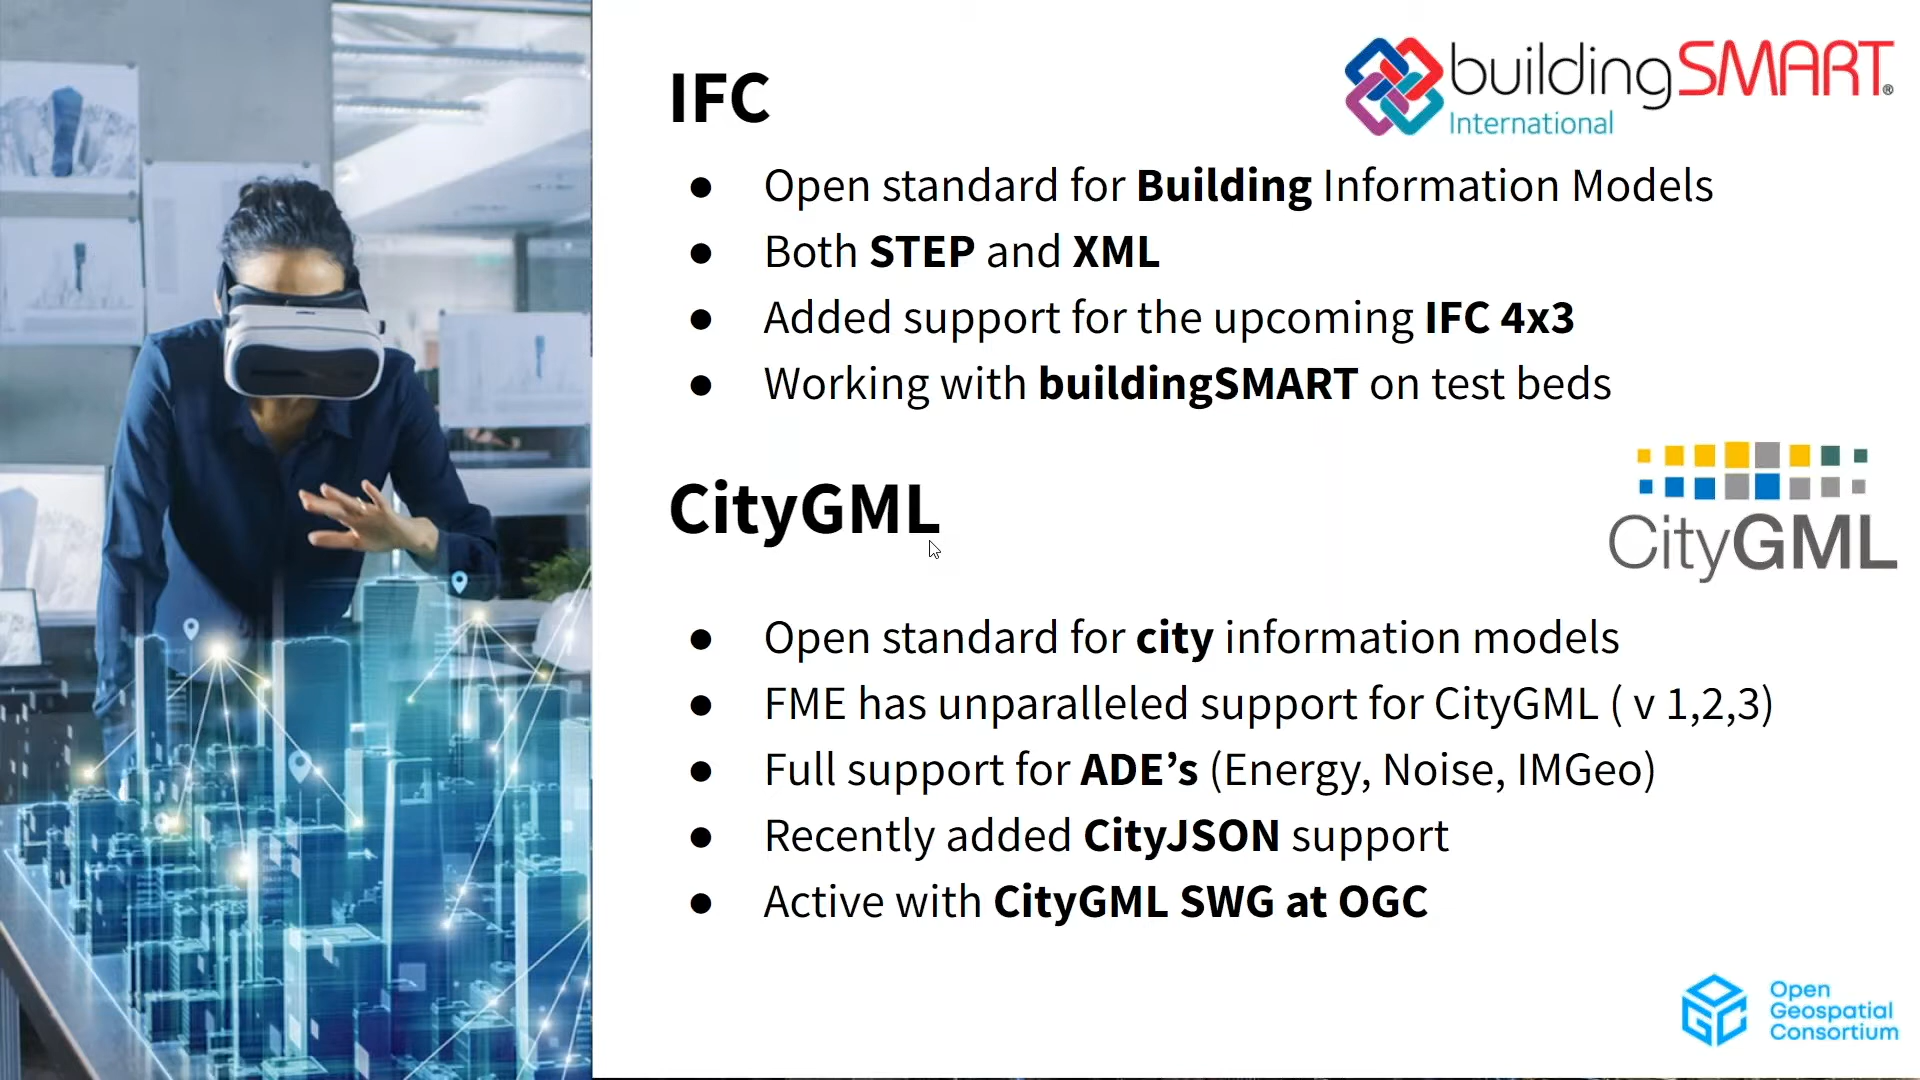 IFC
buildingSMART®
International
● Open standard for Building Information Models
● Both STEP and XML
● Added support for the upcoming IFC 4x3
● Working with buildingSMART on test beds
CityGML
CityGML
● Open standard for city information models
● FME has unparalleled support for CityGML ( v 1,2,3)
● Full support for ADE’s (Energy, Noise, IMGeo)
● Recently added CityJSON support
● Active with CityGML SWG at OGC
OGC
Open
Geospatial
Consortium